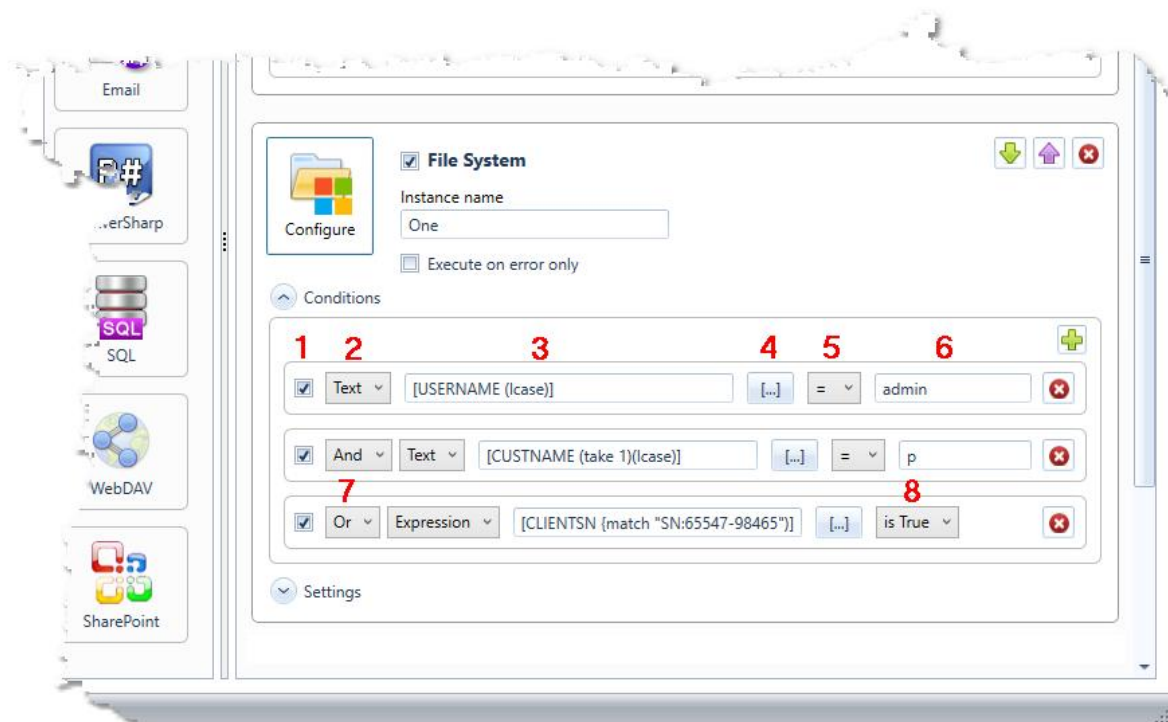 Email
P#
erSharp
SQL
SQL
WebDAV
SharePoint
File System
Configure
Instance name
One
Execute on error only
Conditions
1 2 3 4 5 6
Text [USERNAME (lcase)] [...] = admin
And Text [CUSTNAME (take 1)(lcase)] [...] = p
7 8
Or Expression [CLIENTSN {match "SN:65547-98465")] [...] is True
Settings